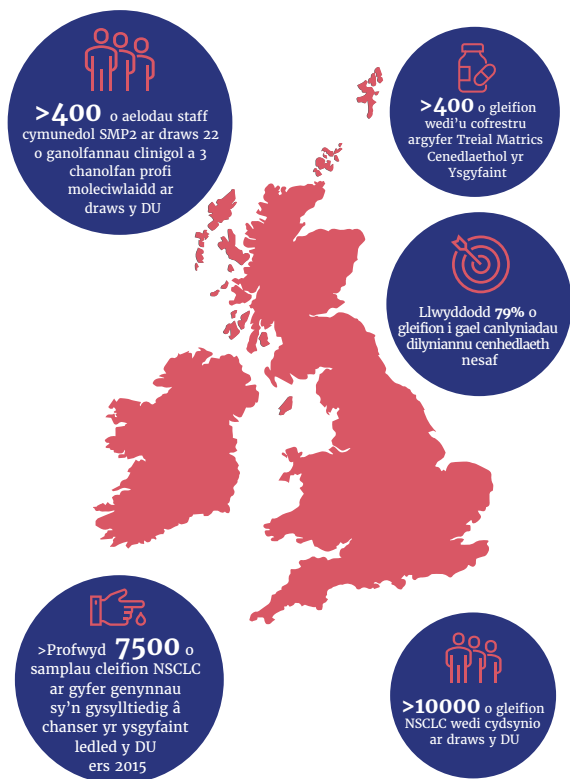 >400 o aelodau staff
cymunedol SMP2 ar draws 22
o ganolfannau clinigol a 3
chanolfan profi
moleciwlaidd ar
draws y DU
>400 o gleifion
wedi'u cofrestru
argyfer Treial Matrics
Cenedlaethol yr
Ysgyfaint
Llwyddodd 79% o
gleifion i gael canlyniadau
dilyniannu cenhedlaeth
nesaf
>Profwyd 7500 o
samplau cleifion NSCLC
ar gyfer genynnau
sy'n gysylltiedig â
chanser yr ysgyfaint
ledled y DU
ers 2015
>10000 o gleifion
NSCLC wedi cydsynio
ar draws y DU